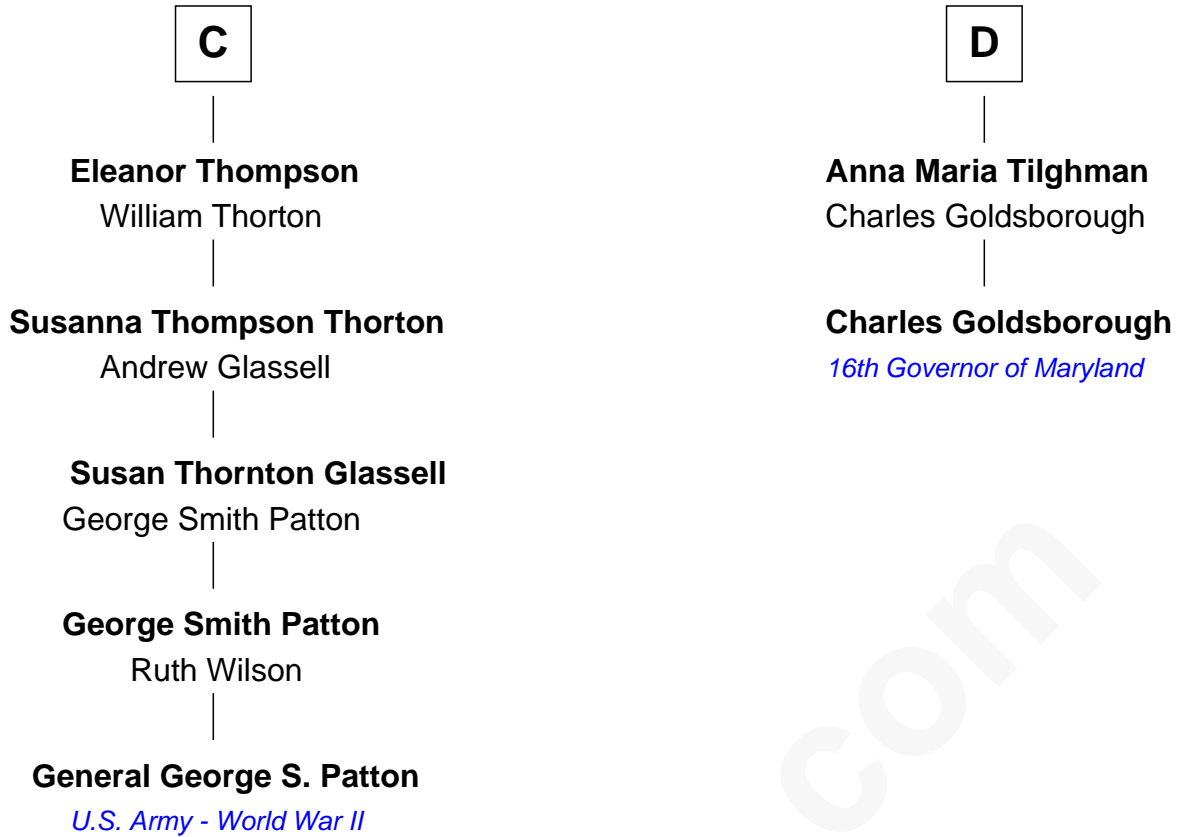 C
Eleanor Thompson
William Thorton
Susanna Thompson Thorton
Andrew Glassell
Susan Thornton Glassell
George Smith Patton
George Smith Patton
Ruth Wilson
General George S. Patton
U.S. Army - World War II
D
Anna Maria Tilghman
Charles Goldsborough
Charles Goldsborough
16th Governor of Maryland
com